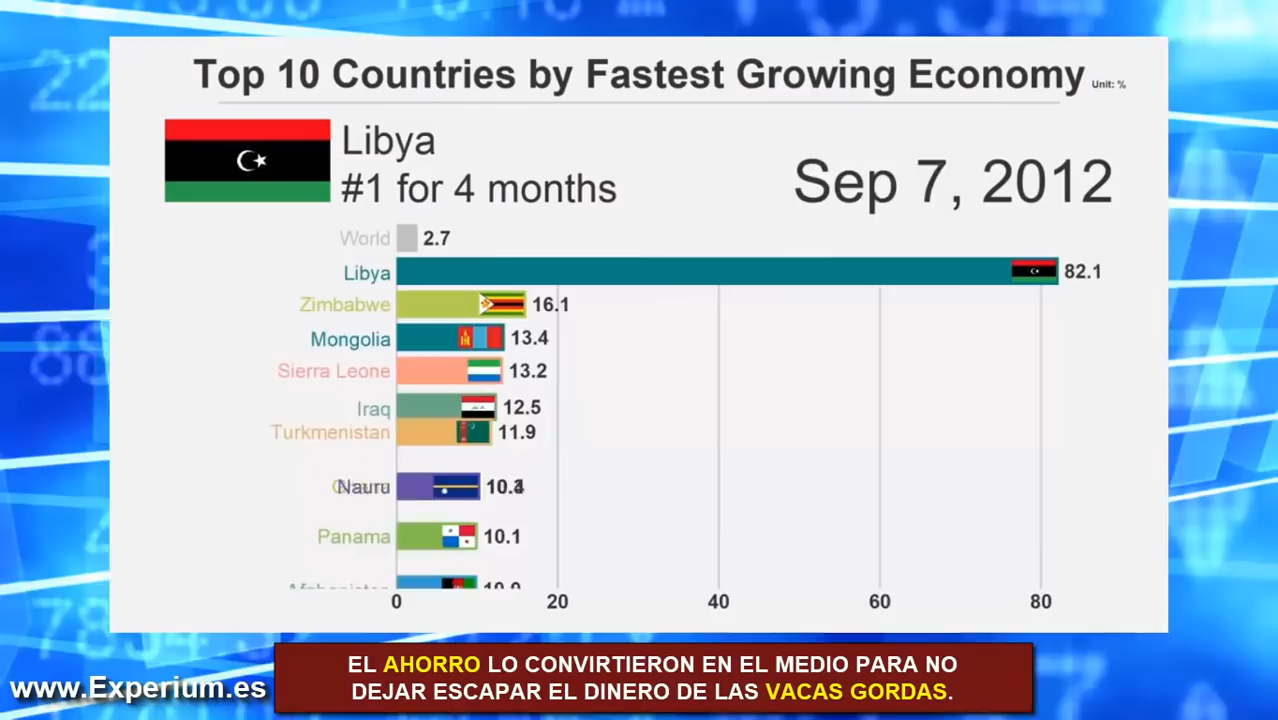 Top 10 Countries by Fastest Growing Economy Unit: %
Libya
#1 for 4 months
Sep 7, 2012
World 2.7
Libya 82.1
Zimbabwe 16.1
Mongolia 13.4
Sierra Leone 13.2
Iraq 12.5
Turkmenistan 11.9
Nauru
Panama 10.1
0 20 40 60 80
EL AHORRO LO CONVIRTIERON EN EL MEDIO PARA NO
DEJAR ESCAPAR EL DINERO DE LAS VACAS GORDAS.
www.Experium.es